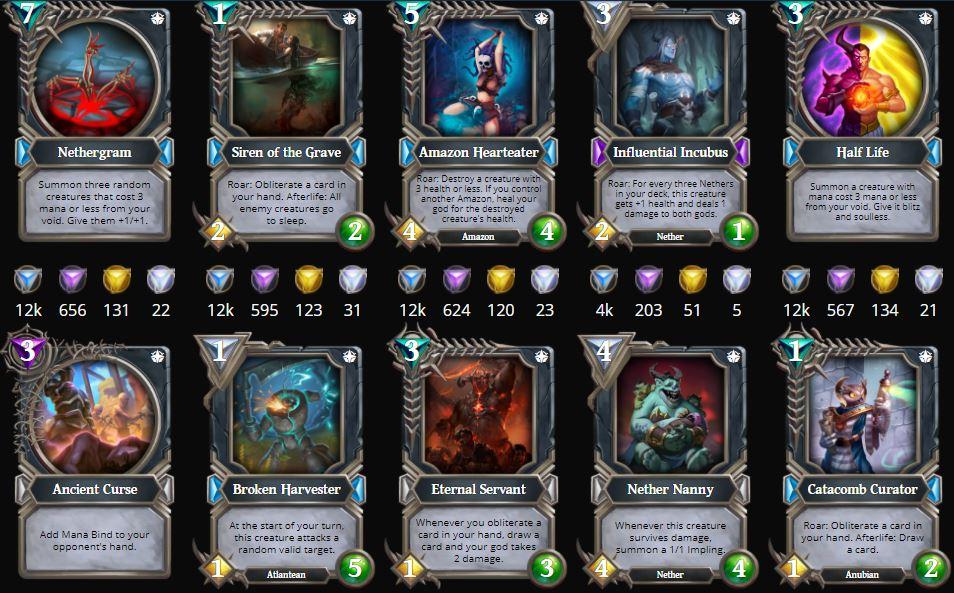 7
Nethergram
Summon three random
creatures that cost 3
mana or less from your
void. Give them +1/+1.
1
Siren of the Grave
Roar: Obliterate a card in
your hand. Afterlife: All
enemy creatures go
to sleep.
2
2
5
Amazon Hearteater
Roar: Destroy a creature with
3 health or less. If you control
another Amazon, heal your
god for the destroyed
creature's health.
4
Amazon
4
3
Influential Incubus
Roar: For every three Nethers
in your deck, this creature
gets +1 health and deals 1
damage to both gods.
2
Nether
1
3
Half Life
Summon a creature with
mana cost 3 mana or less
from your void. Give it blitz
and soulless.
12k 656 131 22
12k 595 123 31
12k 624 120 23
4k 203 51 5
12k 567 134 21
3
Ancient Curse
Add Mana Bind to your
opponent's hand.
1
Broken Harvester
At the start of your turn,
this creature attacks a
random valid target.
1
Atlantean
5
3
Eternal Servant
Whenever you obliterate a
card in your hand, draw a
card and your god takes
2 damage.
1
3
4
Nether Nanny
Whenever this creature
survives damage,
summon a 1/1 Impling.
4
Nether
4
1
Catacomb Curator
Roar: Obliterate a card in
your hand. Afterlife: Draw
a card.
1
Anubian
2